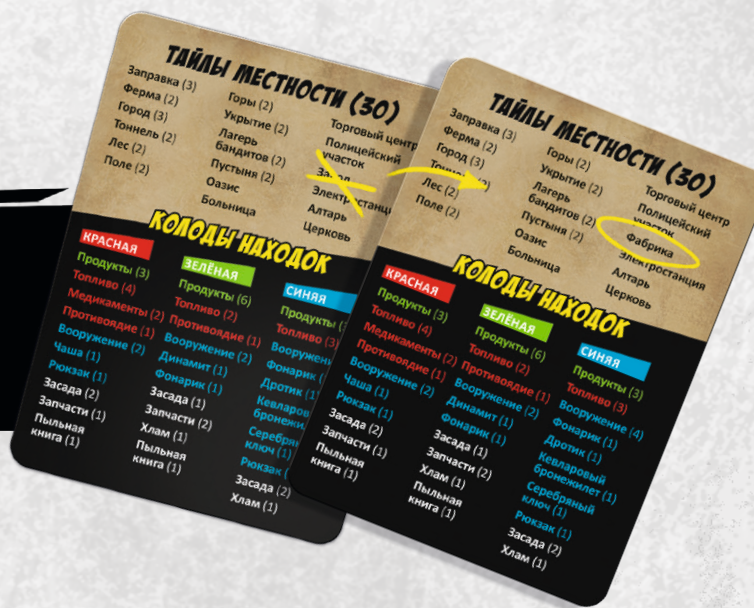 ТАЙЛЫ МЕСТНОСТИ (30)
Заправка (3)
Ферма (2)
Город (3)
Тоннель (2)
Лес (2)
Поле (2)
Горы (2)
Укрытие (2)
Лагерь
бандитов (2)
Пустыня (2)
Оазис
Больница
Торговый центр
Полицейский
участок
Завод
Алтарь
Церковь
КОЛОДЫ НАХОДОК
КРАСНАЯ
Продукты (3)
Топливо (4)
Медикаменты (2)
Противоядие (1)
Вооружение (2)
Чаша (1)
Рюкзак (1)
Засада (2)
Запчасти (1)
Пыльная
книга (1)
ЗЕЛЁНАЯ
Продукты (6)
Топливо (2)
Противоядие (1)
Вооружение (2)
Динамит (1)
Фонарик (1)
Засада (1)
Запчасти (2)
Хлам (1)
Пыльная
книга (1)
СИНЯЯ
Продукты
Топливо (3)
Рюкзак
Засада (2)
Хлам (1)
ТАЙЛЫ МЕСТНОСТИ (30)
Заправка (3)
Ферма (2)
Город (3)
Тоннель (2)
Лес (2)
Поле (2)
Горы (2)
Укрытие (2)
Лагерь
бандитов (2)
Пустыня (2)
Оазис
Больница
Торговый центр
Полицейский
участок
Фабрика
Электростанция
Алтарь
Церковь
КОЛОДЫ НАХОДОК
КРАСНАЯ
Продукты (3)
Топливо (4)
Медикаменты (2)
Противоядие (1)
Вооружение (2)
Чаша (1)
Рюкзак (1)
Засада (2)
Запчасти (1)
Пыльная
книга (1)
ЗЕЛЁНАЯ
Продукты (6)
Топливо (2)
Противоядие (1)
Вооружение (2)
Динамит (1)
Фонарик (1)
Засада (1)
Запчасти (2)
Хлам (1)
Пыльная
книга (1)
СИНЯЯ
Продукты (3)
Топливо (3)
Вооружение (4)
Фонарик (1)
Дротик (1)
Кевларовый
бронежилет (1)
Серебряный
ключ (1)
Рюкзак (1)
Засада (2)
Хлам (1)